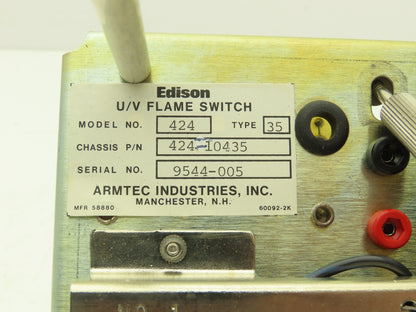 Edison
U/V FLAME SWITCH
MODEL NO. 424 TYPE 35
CHASSIS P/N 424-10435
SERIAL NO. 9544-005
ARMTEC INDUSTRIES, INC.
MANCHESTER, N.H.
MFR 58880 60092-2K